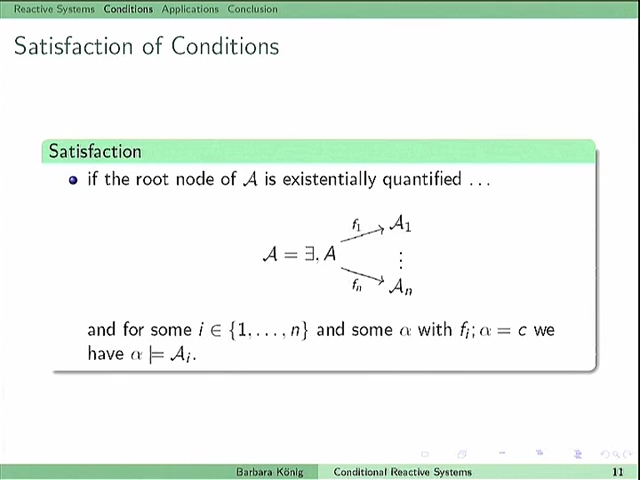 Reactive Systems Conditions Applications Conclusion
Satisfaction of Conditions
Satisfaction
if the root node of 𝒜 is existentially quantified ...
f₁ 𝒜₁
𝒜 = ∃, A
⋮
fₙ 𝒜ₙ
and for some i ∈ {1, . . . , n} and some α with fᵢ; α = c we
have α ⊨ 𝒜ᵢ.
Barbara König Conditional Reactive Systems 11